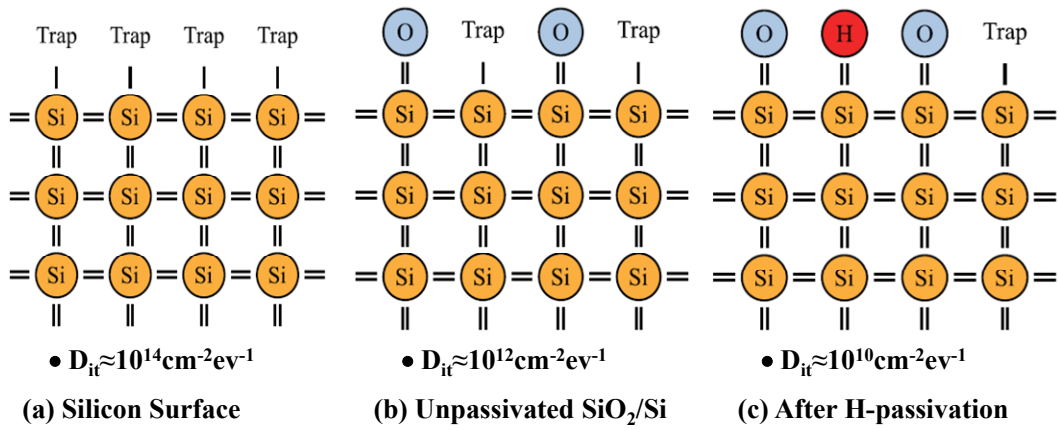 Trap Trap Trap Trap
Si Si Si Si
Si Si Si Si
Si Si Si Si
• Dit≈10¹⁴cm⁻²ev⁻¹
(a) Silicon Surface
O Trap O Trap
Si Si Si Si
Si Si Si Si
Si Si Si Si
• Dit≈10¹²cm⁻²ev⁻¹
(b) Unpassivated SiO₂/Si
O H O Trap
Si Si Si Si
Si Si Si Si
Si Si Si Si
• Dit≈10¹⁰cm⁻²ev⁻¹
(c) After H-passivation